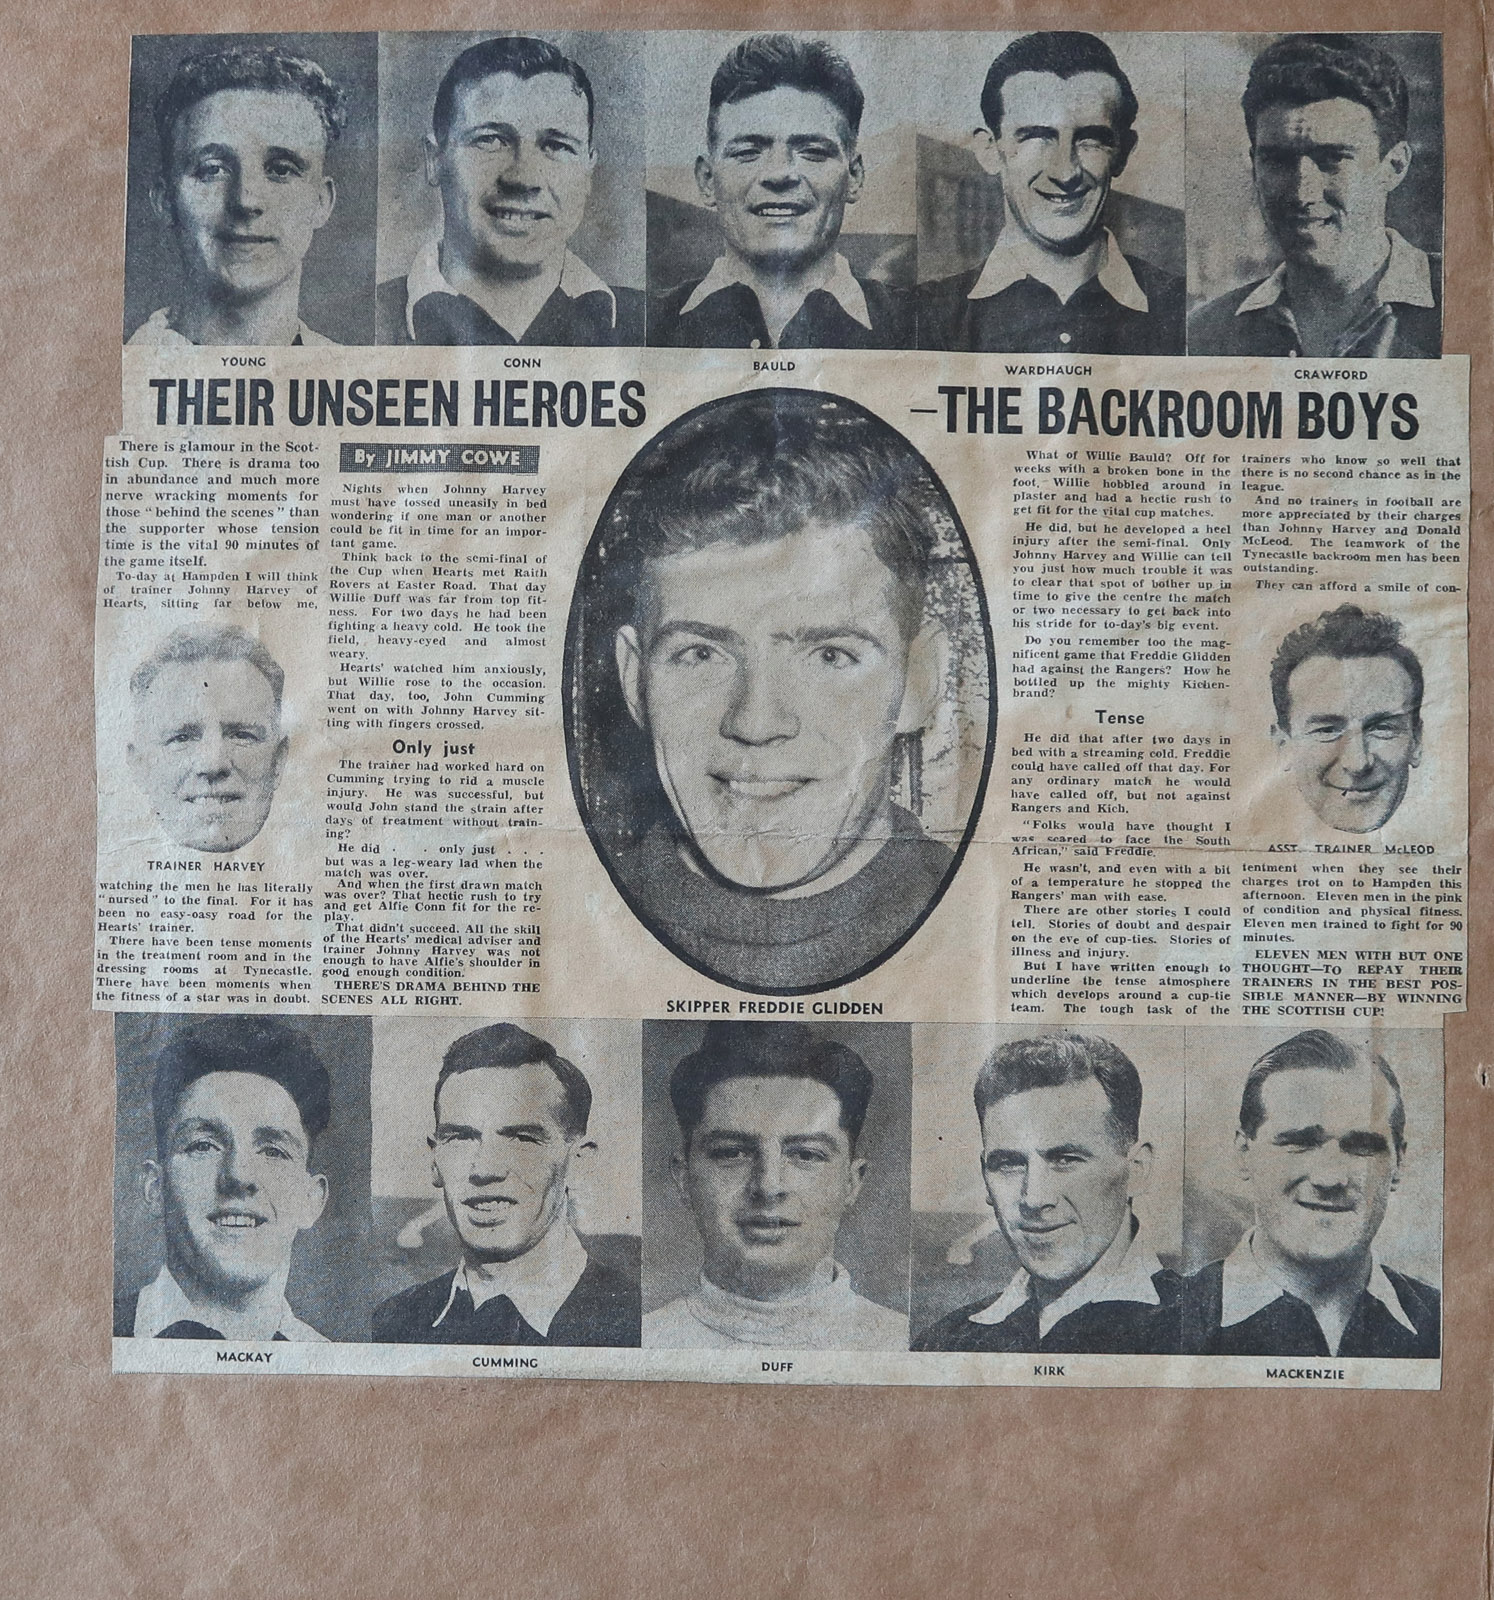 YOUNG CONN BAULD WARDHAUGH CRAWFORD
THEIR UNSEEN HEROES
—THE BACKROOM BOYS
There is glamour in the Scot-
tish Cup. There is drama too
in abundance and much more
nerve wracking moments for
those "behind the scenes" than
the supporter whose tension
time is the vital 90 minutes of
the game itself.
To-day at Hampden I will think
of trainer Johnny Harvey of
Hearts, sitting far below me,
TRAINER HARVEY
watching the men he has literally
"nursed" to the final. For it has
been no easy-oasy road for the
Hearts' trainer.
There have been tense moments
in the treatment room and in the
dressing rooms at Tynecastle.
There have been moments when
the fitness of a star was in doubt.
By JIMMY COWE
Nights when Johnny Harvey
must have tossed uneasily in bed
wondering if one man or another
could be fit in time for an impor-
tant game.
Think back to the semi-final of
the Cup when Hearts met Raith
Rovers at Easter Road. That day
Willie Duff was far from top fit-
ness. For two days he had been
fighting a heavy cold. He took the
field, heavy-eyed and almost
weary.
Hearts' watched him anxiously,
but Willie rose to the occasion.
That day, too, John Cumming
went on with Johnny Harvey sit-
ting with fingers crossed.
Only just
The trainer had worked hard on
Cumming trying to rid a muscle
injury. He was successful, but
would John stand the strain after
days of treatment without train-
ing?
He did . . only just . . .
but was a leg-weary lad when the
match was over.
And when the first drawn match
was over? That hectic rush to try
and get Alfie Conn fit for the re-
play.
That didn't succeed. All the skill
of the Hearts' medical adviser and
trainer Johnny Harvey was not
enough to have Alfie's shoulder in
good enough condition.
THERE'S DRAMA BEHIND THE
SCENES ALL RIGHT.
SKIPPER FREDDIE GLIDDEN
What of Willie Bauld? Off for
weeks with a broken bone in the
foot, Willie hobbled around in
plaster and had a hectic rush to
get fit for the vital cup matches.
He did, but he developed a heel
injury after the semi-final. Only
Johnny Harvey and Willie can tell
you just how much trouble it was
to clear that spot of bother up in
time to give the centre the match
or two necessary to get back into
his stride for to-day's big event.
Do you remember too the mag-
nificent game that Freddie Glidden
had against the Rangers? How he
bottled up the mighty Kichen-
brand?
Tense
He did that after two days in
bed with a streaming cold. Freddie
could have called off that day. For
any ordinary match he would
have called off, but not against
Rangers and Kich.
"Folks would have thought I
was scared to face the South
African," said Freddie.
He wasn't, and even with a bit
of a temperature he stopped the
Rangers' man with ease.
There are other stories I could
tell. Stories of doubt and despair
on the eve of cup-ties. Stories of
illness and injury.
But I have written enough to
underline the tense atmosphere
which develops around a cup-tie
team. The tough task of the
trainers who know so well that
there is no second chance as in the
league.
And no trainers in football are
more appreciated by their charges
than Johnny Harvey and Donald
McLeod. The teamwork of the
Tynecastle backroom men has been
outstanding.
They can afford a smile of con-
ASST. TRAINER McLEOD
tentment when they see their
charges trot on to Hampden this
afternoon. Eleven men in the pink
of condition and physical fitness.
Eleven men trained to fight for 90
minutes.
ELEVEN MEN WITH BUT ONE
THOUGHT—TO REPAY THEIR
TRAINERS IN THE BEST POS-
SIBLE MANNER—BY WINNING
THE SCOTTISH CUP!
MACKAY CUMMING DUFF KIRK MACKENZIE